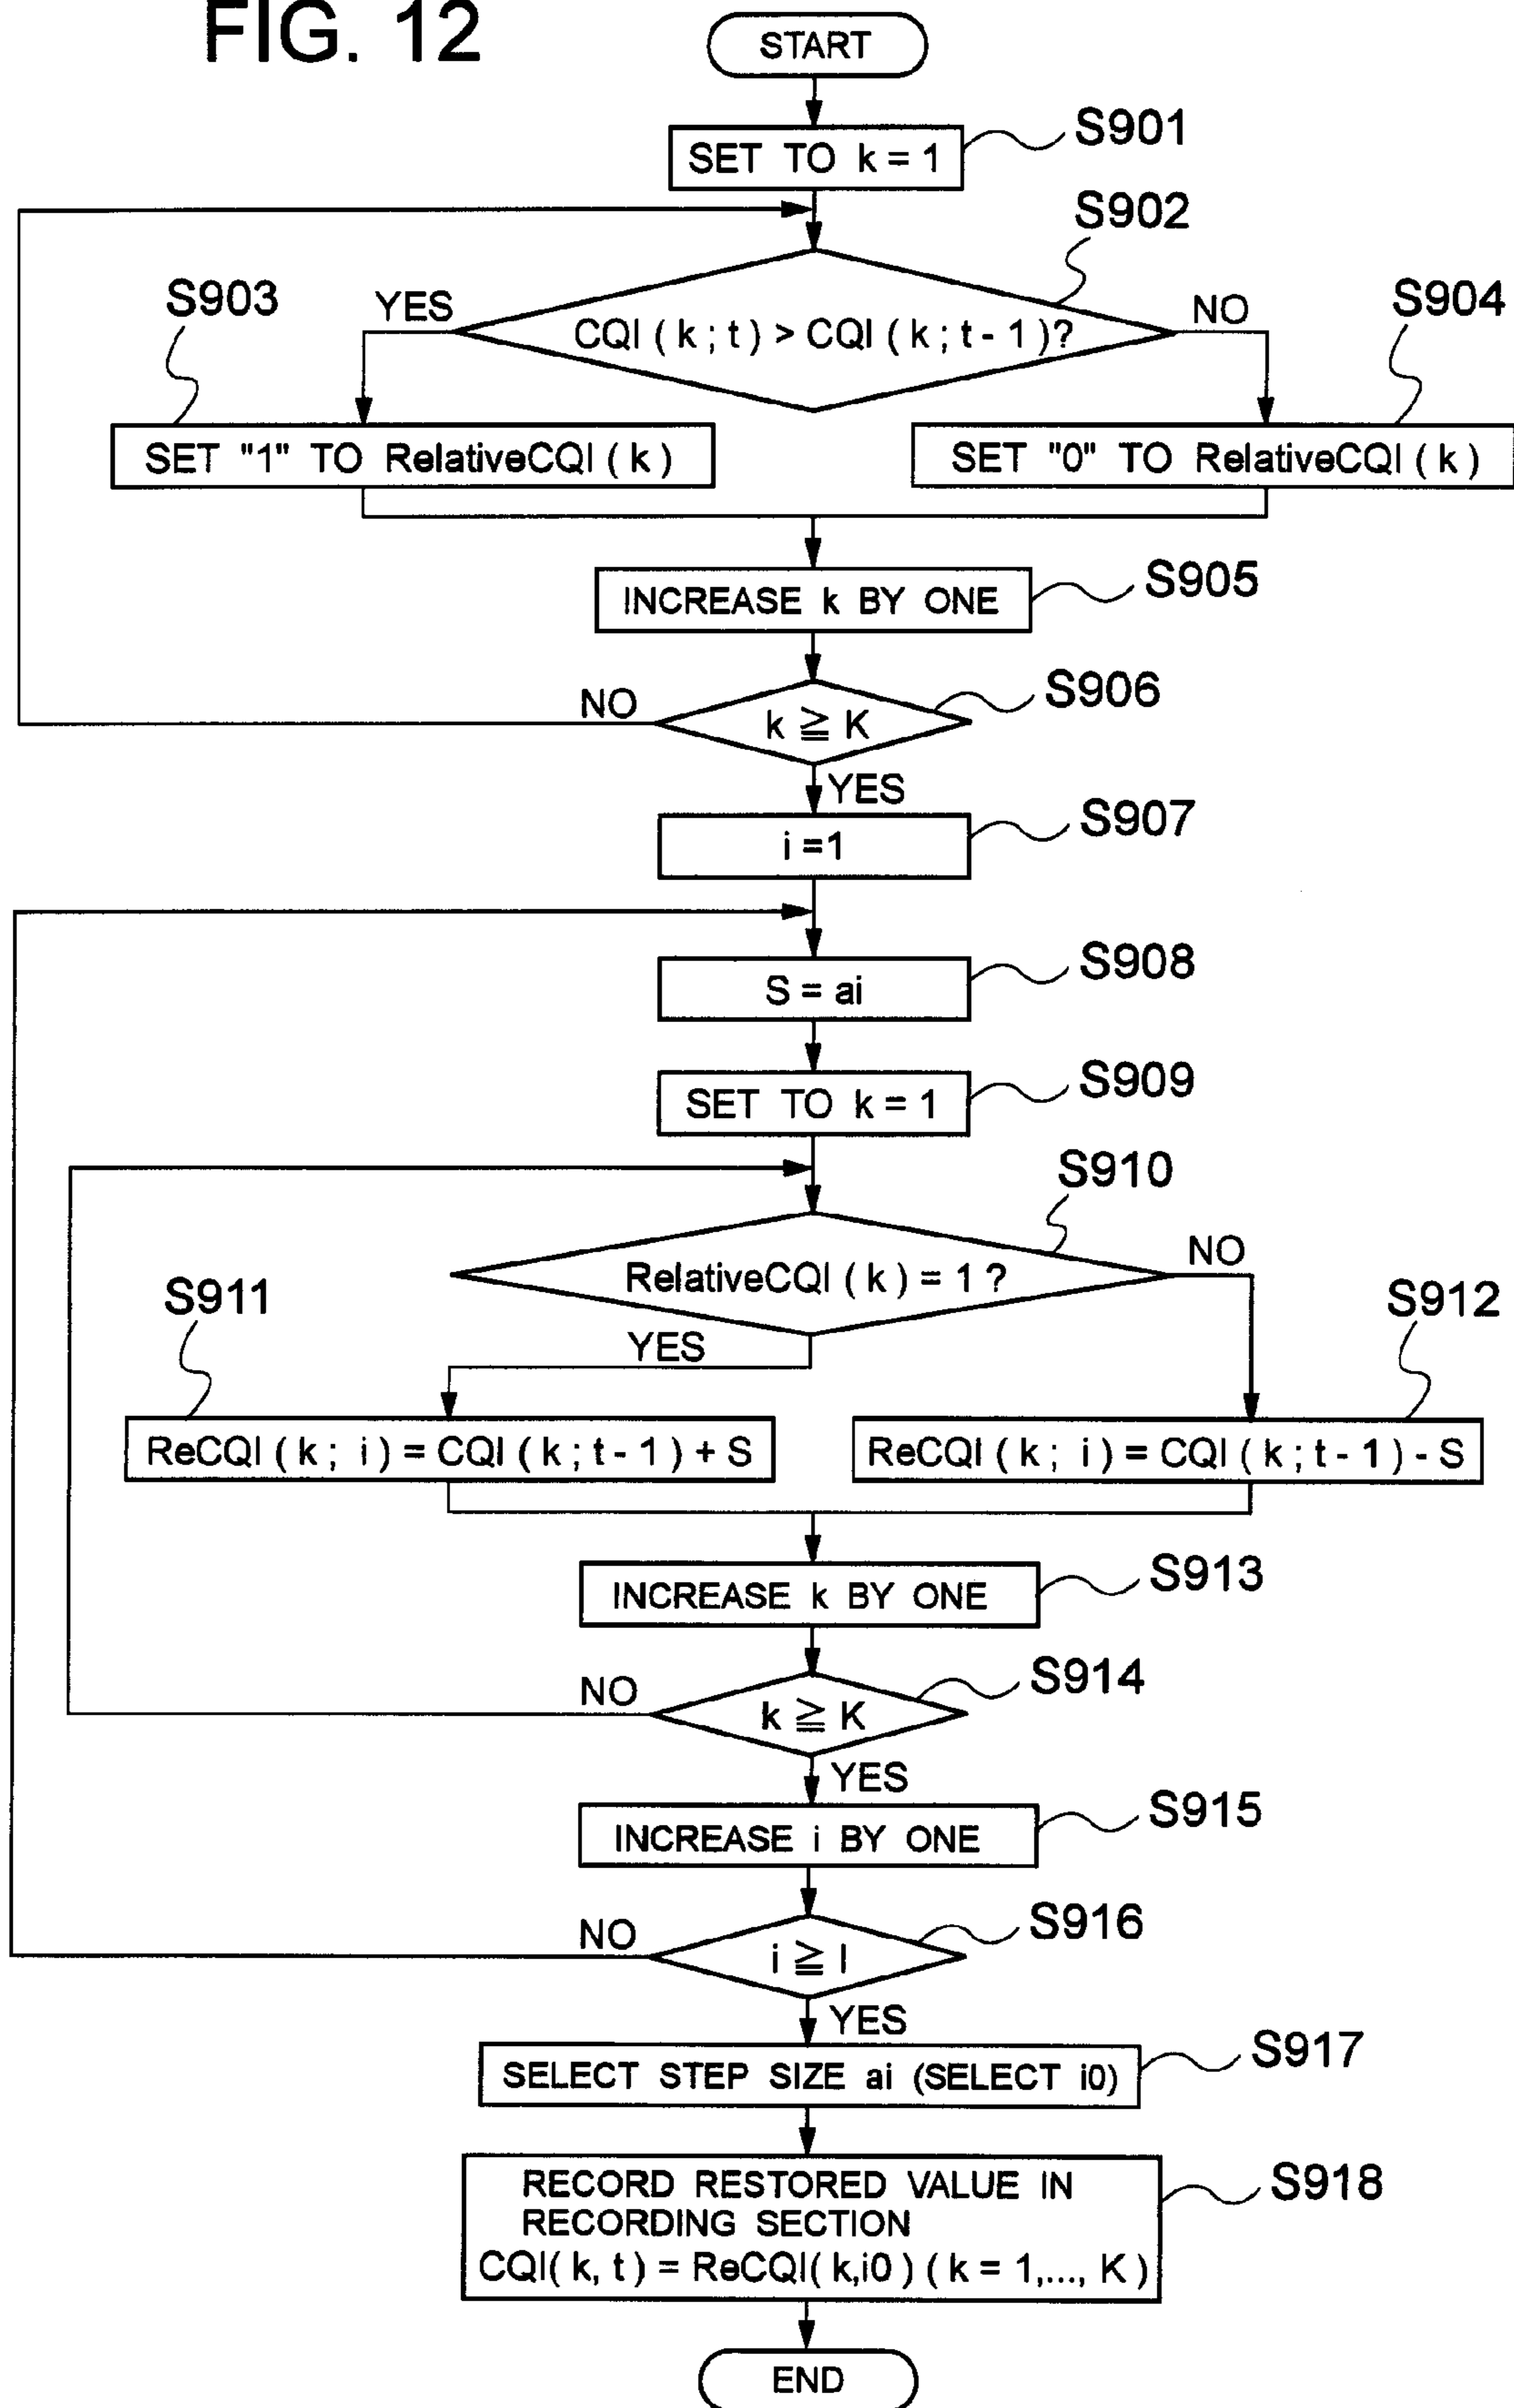 FIG. 12
START
SET TO k = 1
S901
S902
CQI ( k ; t ) > CQI ( k ; t - 1 )?
YES
NO
S903
S904
SET "1" TO RelativeCQI ( k )
SET "0" TO RelativeCQI ( k )
INCREASE k BY ONE
S905
k ≧ K
S906
NO
YES
i =1
S907
S = ai
S908
SET TO k = 1
S909
S910
RelativeCQI ( k ) = 1 ?
NO
YES
S911
S912
ReCQI ( k ; i ) = CQI ( k ; t - 1 ) + S
ReCQI ( k ; i ) = CQI ( k ; t - 1 ) - S
INCREASE k BY ONE
S913
k ≧ K
S914
NO
YES
INCREASE i BY ONE
S915
i ≧ I
S916
NO
YES
SELECT STEP SIZE ai (SELECT i0)
S917
RECORD RESTORED VALUE IN
RECORDING SECTION
CQI( k, t ) = ReCQI( k,i0 ) ( k = 1,..., K )
S918
END